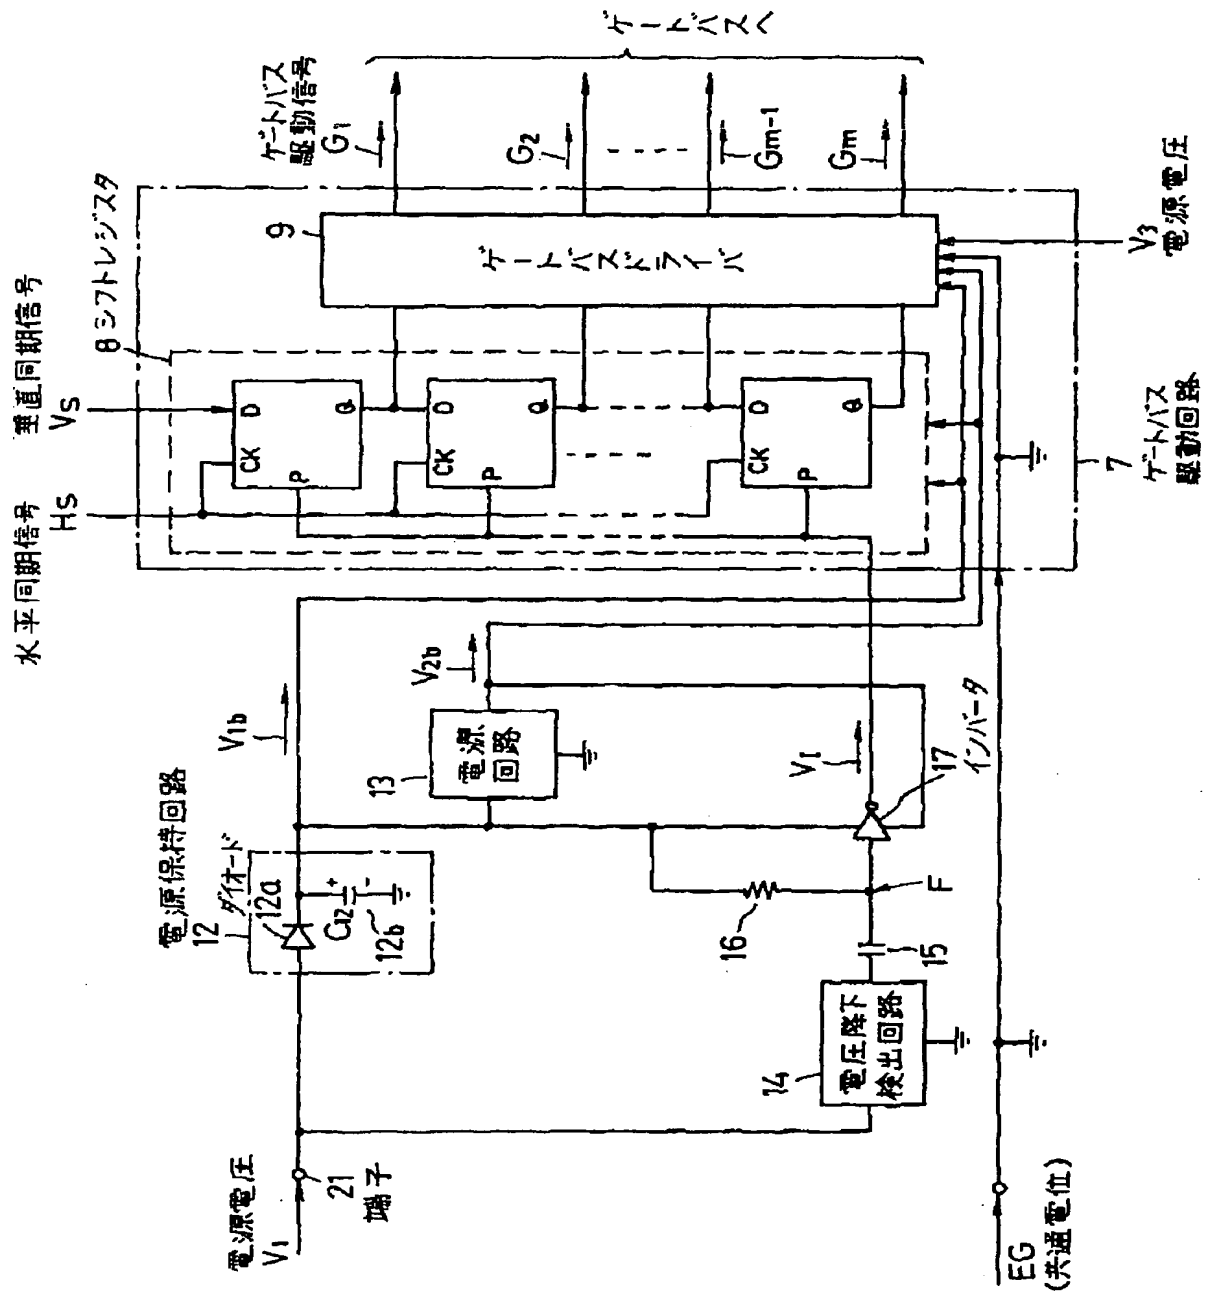 ゲートバスへ
ゲートバス
駆動信号
G1
G2
Gm-1
Gm
8 シフトレジスタ
9
ゲートバスドライバ
V3
電源電圧
垂直同期信号
VS
水平同期信号
HS
D
CK
Q
P
D
CK
Q
P
D
CK
Q
P
7
ゲートバス
駆動回路
V1b
V2b
電源保持回路
12
ダイオード
12a
C12
+
-
12b
13
電源
回路
VI
17
インバータ
16
F
15
14
電圧降下
検出回路
電源電圧
V1
21
端子
EG
(共通電位)